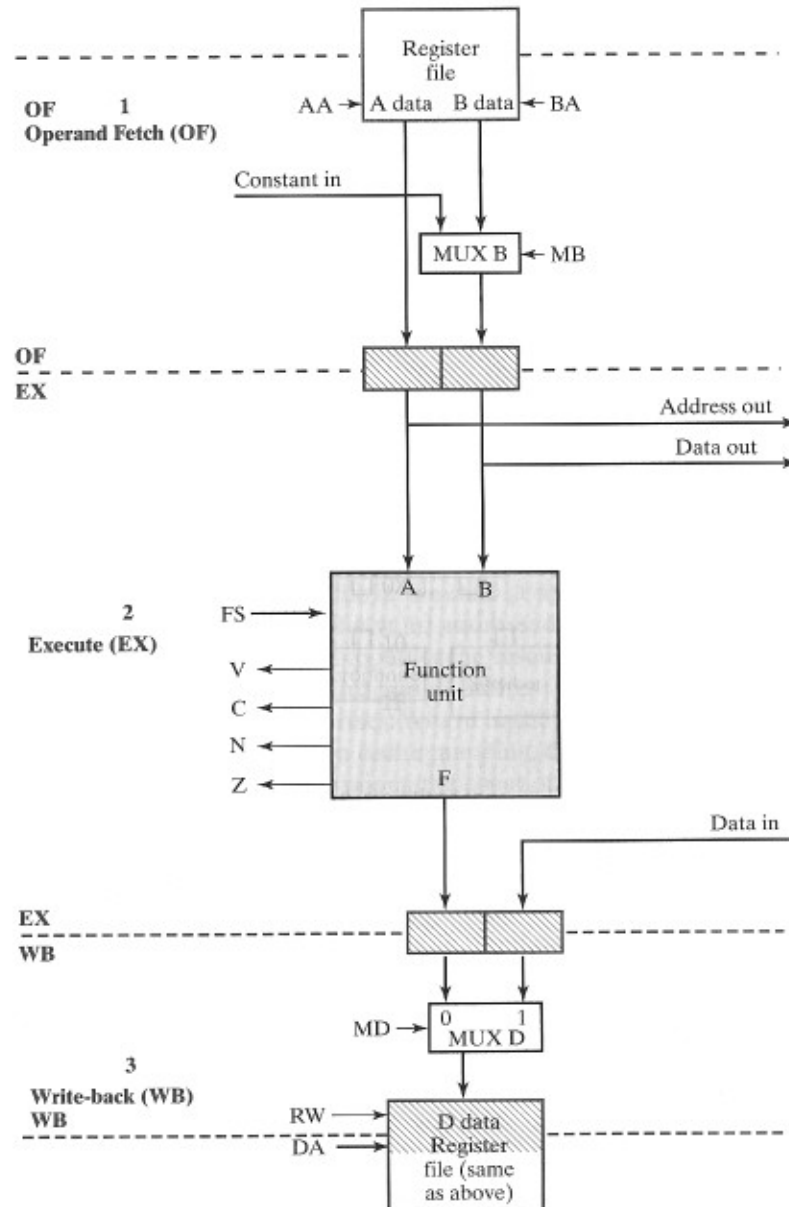 Register
file
AA A data B data BA
OF 1
Operand Fetch (OF)
Constant in
MUX B MB
OF
EX
Address out
Data out
A B
2
Execute (EX)
FS
V
Function
unit
C
N
Z
F
Data in
EX
WB
0 1
MD
MUX D
3
Write-back (WB)
WB
RW
D data
DA
Register
file (same
as above)